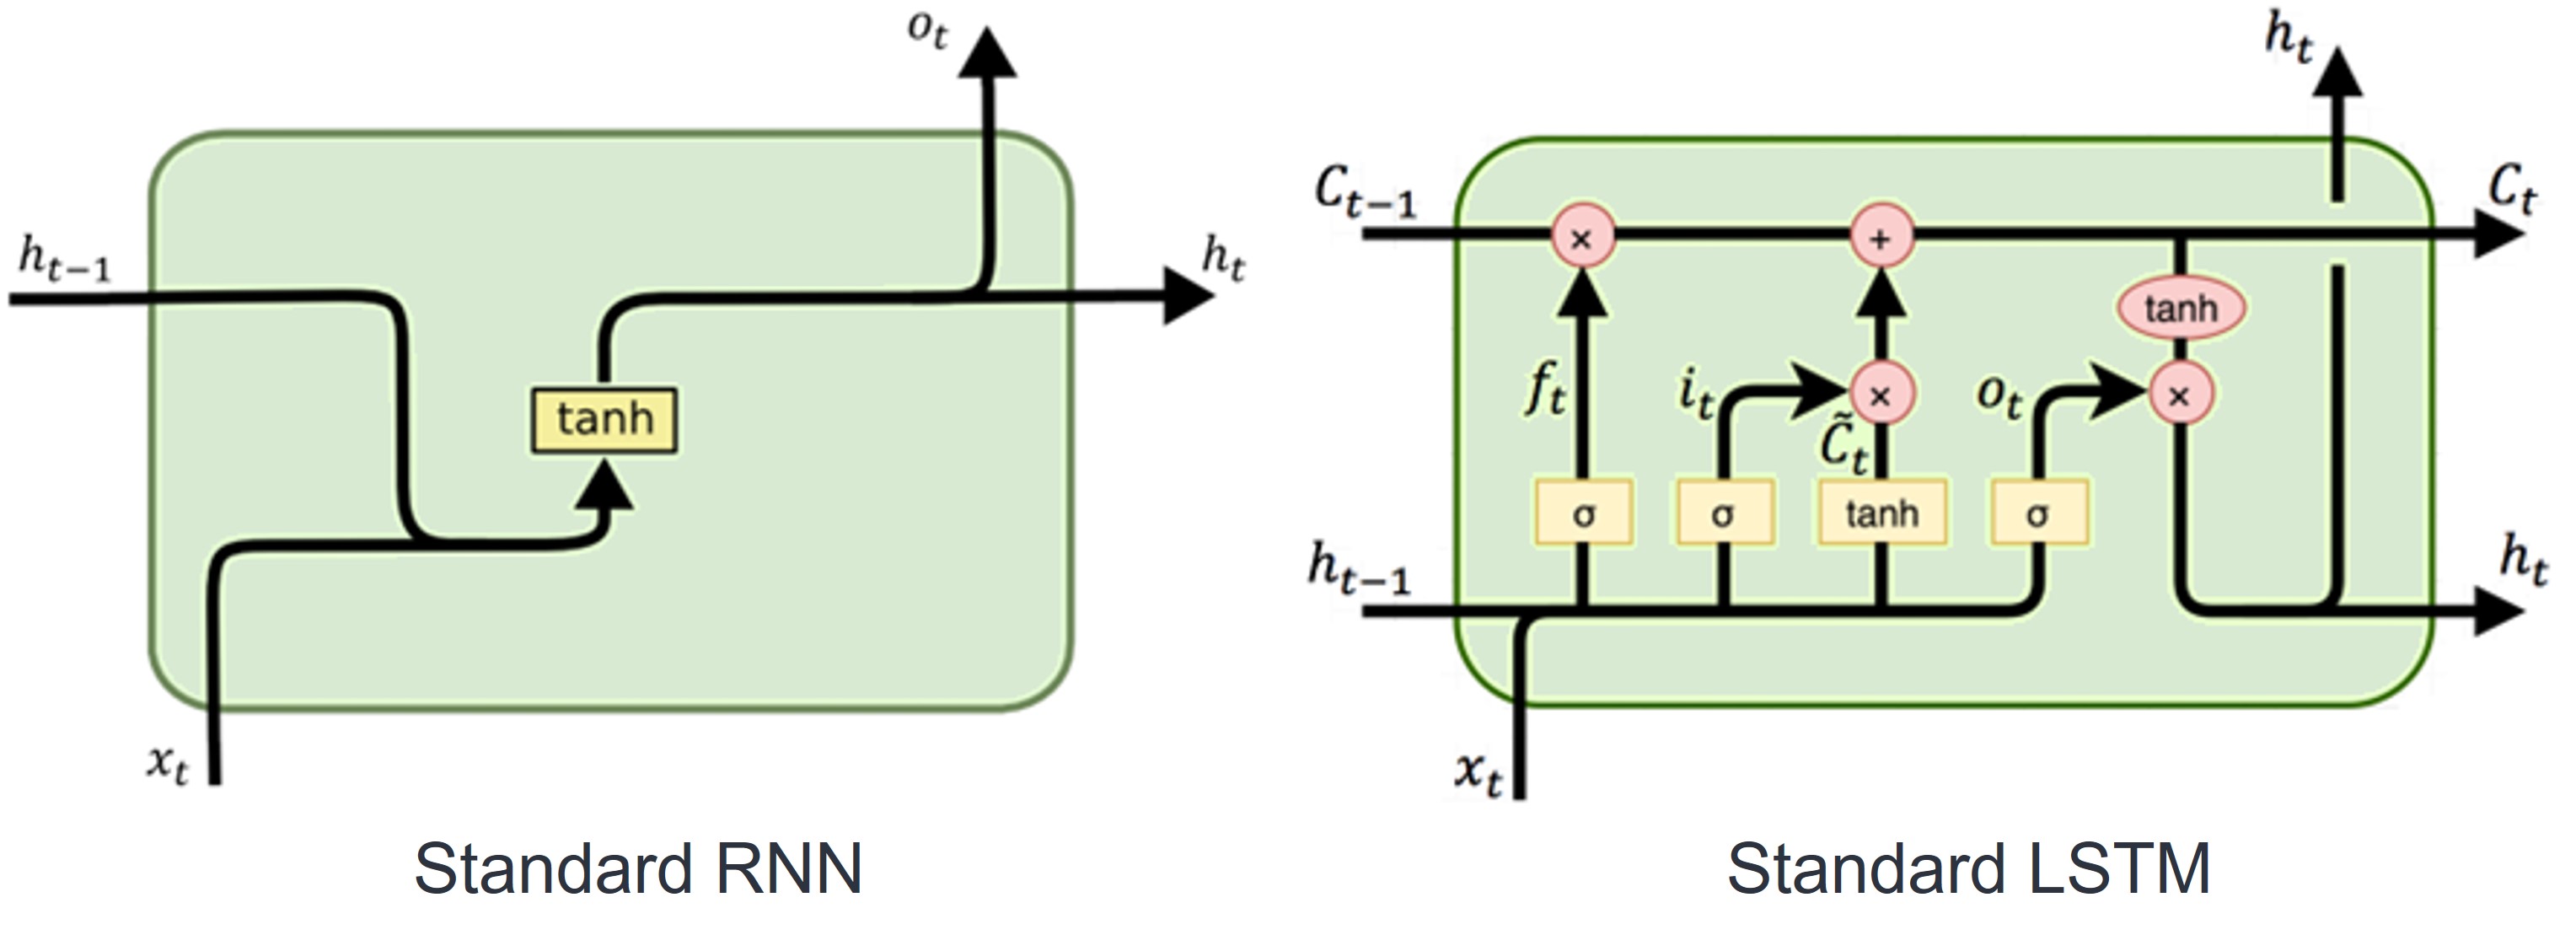 o_t
h_{t-1}
h_t
tanh
x_t
Standard RNN
h_t
C_{t-1}
C_t
×
+
tanh
f_t
i_t
×
o_t
×
C̃_t
σ
σ
tanh
σ
h_{t-1}
h_t
x_t
Standard LSTM